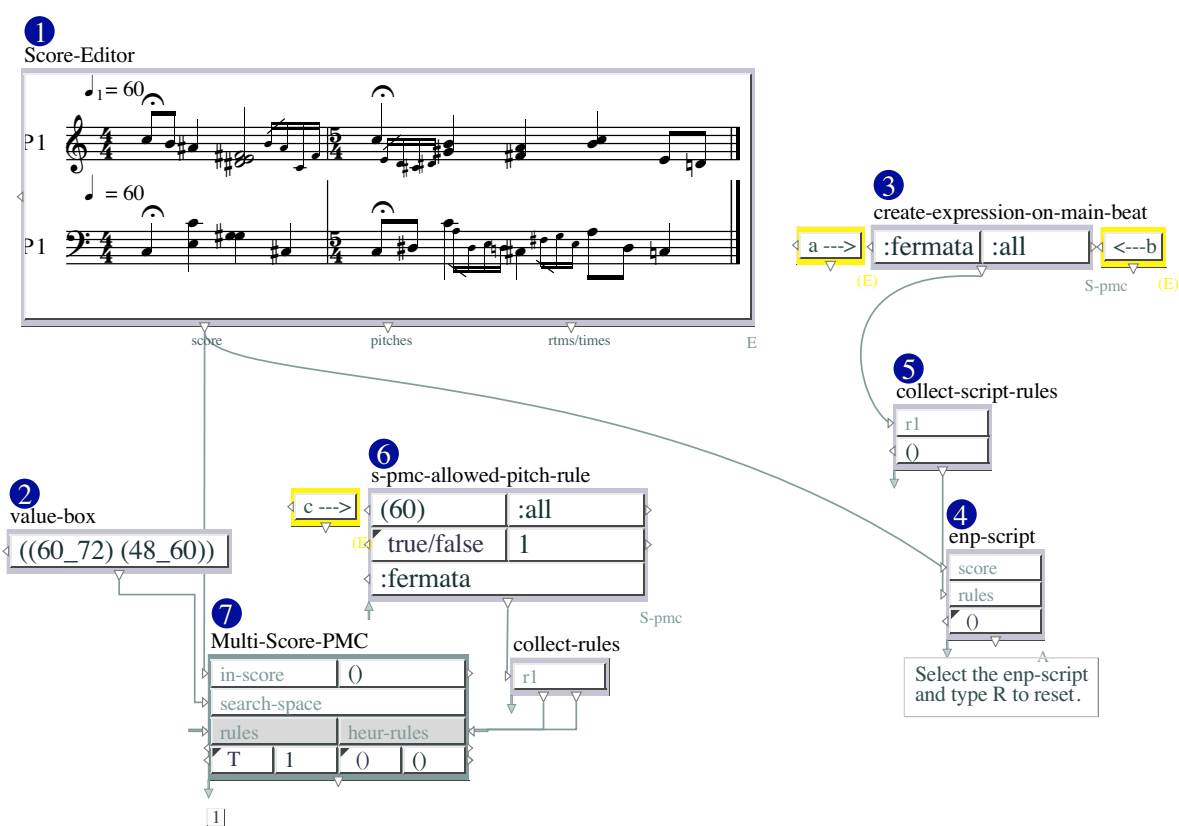 1
Score-Editor
1 = 60
P1
4
4
5
4
= 60
P1
4
4
5
4
score
pitches
rtms/times
E
3
create-expression-on-main-beat
a --->
:fermata
:all
<---b
(E)
S-pmc
(E)
5
collect-script-rules
r1
()
6
s-pmc-allowed-pitch-rule
c --->
(60)
:all
(E)
true/false
1
:fermata
S-pmc
2
value-box
((60_72) (48_60))
4
enp-script
score
rules
()
A
Select the enp-script
and type R to reset.
7
Multi-Score-PMC
in-score
()
search-space
rules
heur-rules
T
1
()
()
collect-rules
r1
1